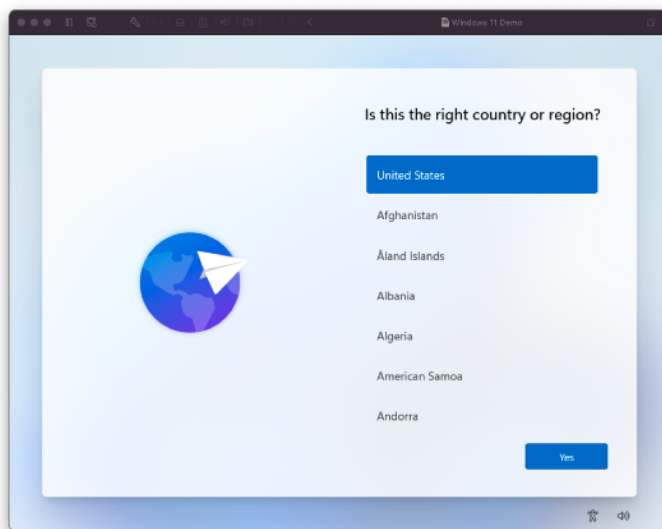 Windows 11 Demo
Is this the right country or region?
United States
Afghanistan
Åland Islands
Albania
Algeria
American Samoa
Andorra
Yes